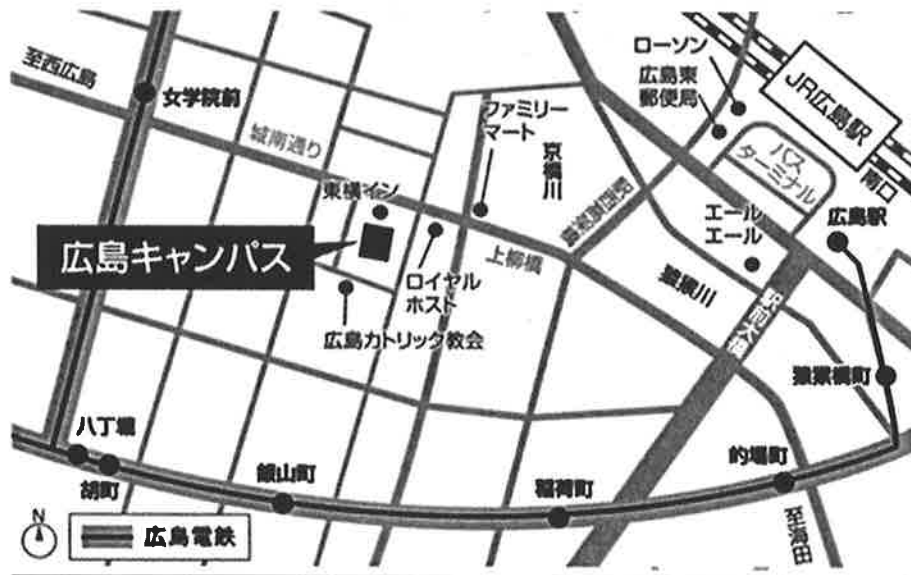 至西広島
女学院前
城南通り
東横イン
広島キャンパス
ロイヤル
ホスト
広島カトリック教会
ファミリー
マート
京橋川
上柳橋
ローソン
広島東
郵便局
JR広島駅
バス
ターミナル
南口
広島駅
エール
エール
猿猴川
駅前大橋
猿猴橋町
的場町
至海田
稲荷町
銀山町
胡町
八丁堀
N
広島電鉄